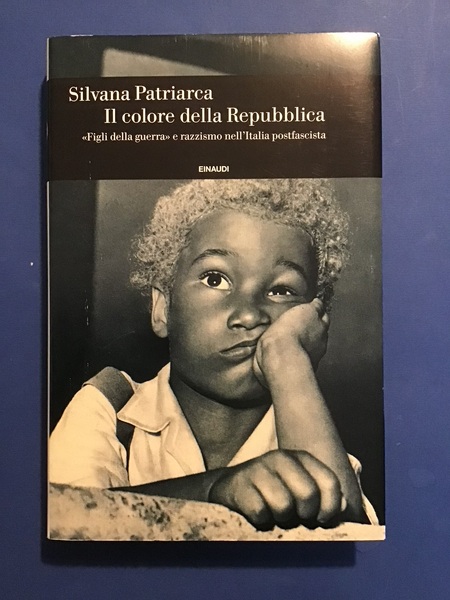 Silvana Patriarca
Il colore della Repubblica
«Figli della guerra» e razzismo nell'Italia postfascista
EINAUDI